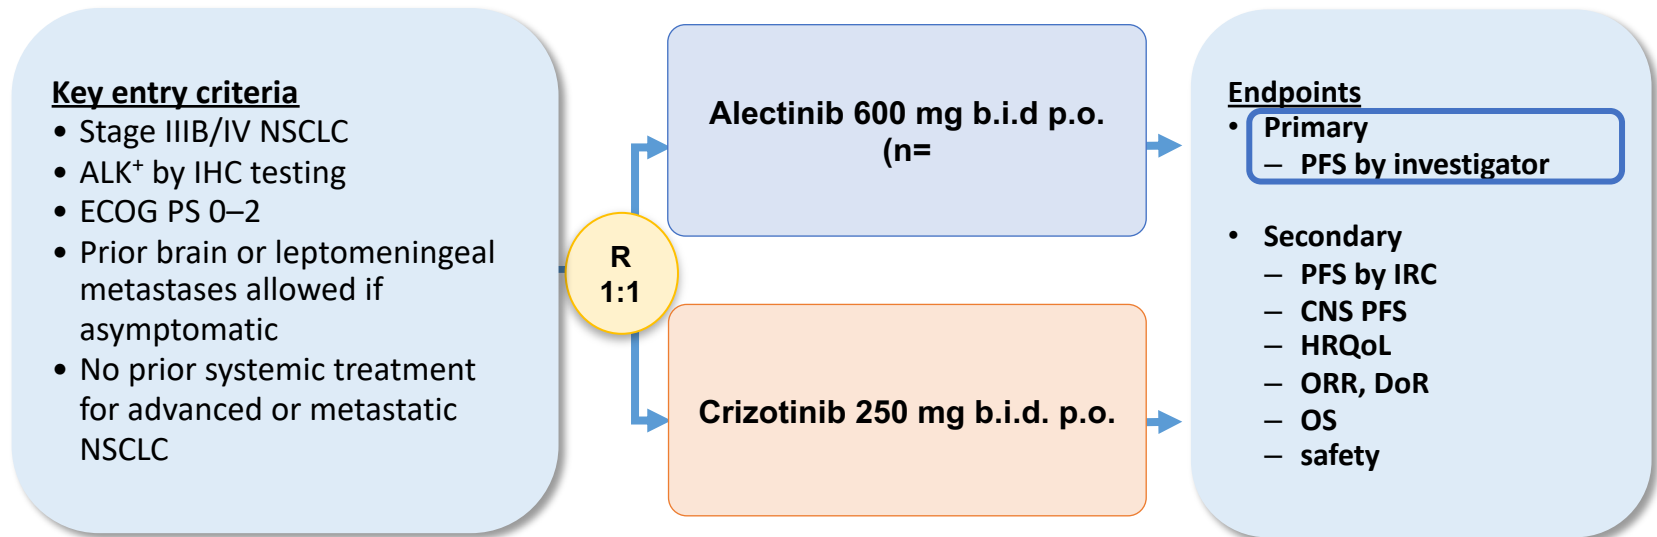 Key entry criteria
• Stage IIIB/IV NSCLC
• ALK⁺ by IHC testing
• ECOG PS 0–2
• Prior brain or leptomeningeal
metastases allowed if
asymptomatic
• No prior systemic treatment
for advanced or metastatic
NSCLC
R
1:1
Alectinib 600 mg b.i.d p.o.
(n=
Crizotinib 250 mg b.i.d. p.o.
Endpoints
• Primary
– PFS by investigator
• Secondary
– PFS by IRC
– CNS PFS
– HRQoL
– ORR, DoR
– OS
– safety